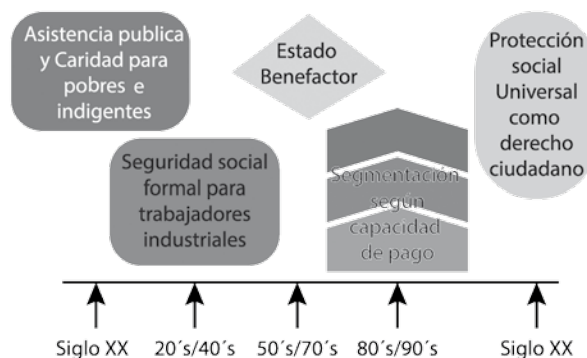 Asistencia publica
y Caridad para
pobres e
indigentes
Estado
Benefactor
Protección
social
Universal
como
derecho
ciudadano
Seguridad social
formal para
trabajadores
industriales
Segmentación
según
capacidad
de pago
Siglo XX
20´s/40´s
50´s/70´s
80´s/90´s
Siglo XX